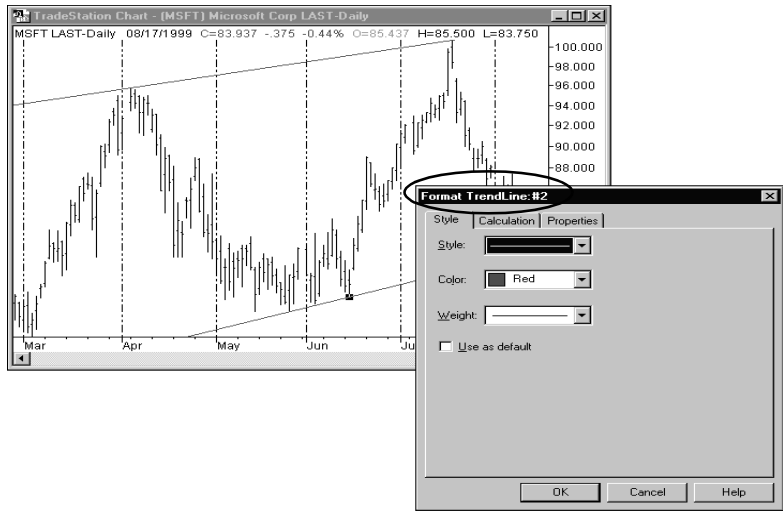 TradeStation Chart - (MSFT) Microsoft Corp LAST-Daily
MSFT LAST-Daily 08/17/1999 C=83.937 -.375 -0.44% O=85.437 H=85.500 L=83.750
100.000
98.000
96.000
94.000
92.000
90.000
88.000
Mar Apr May Jun Ju
Format TrendLine:#2
Style Calculation Properties
Style:
Color: Red
Weight:
Use as default
OK Cancel Help